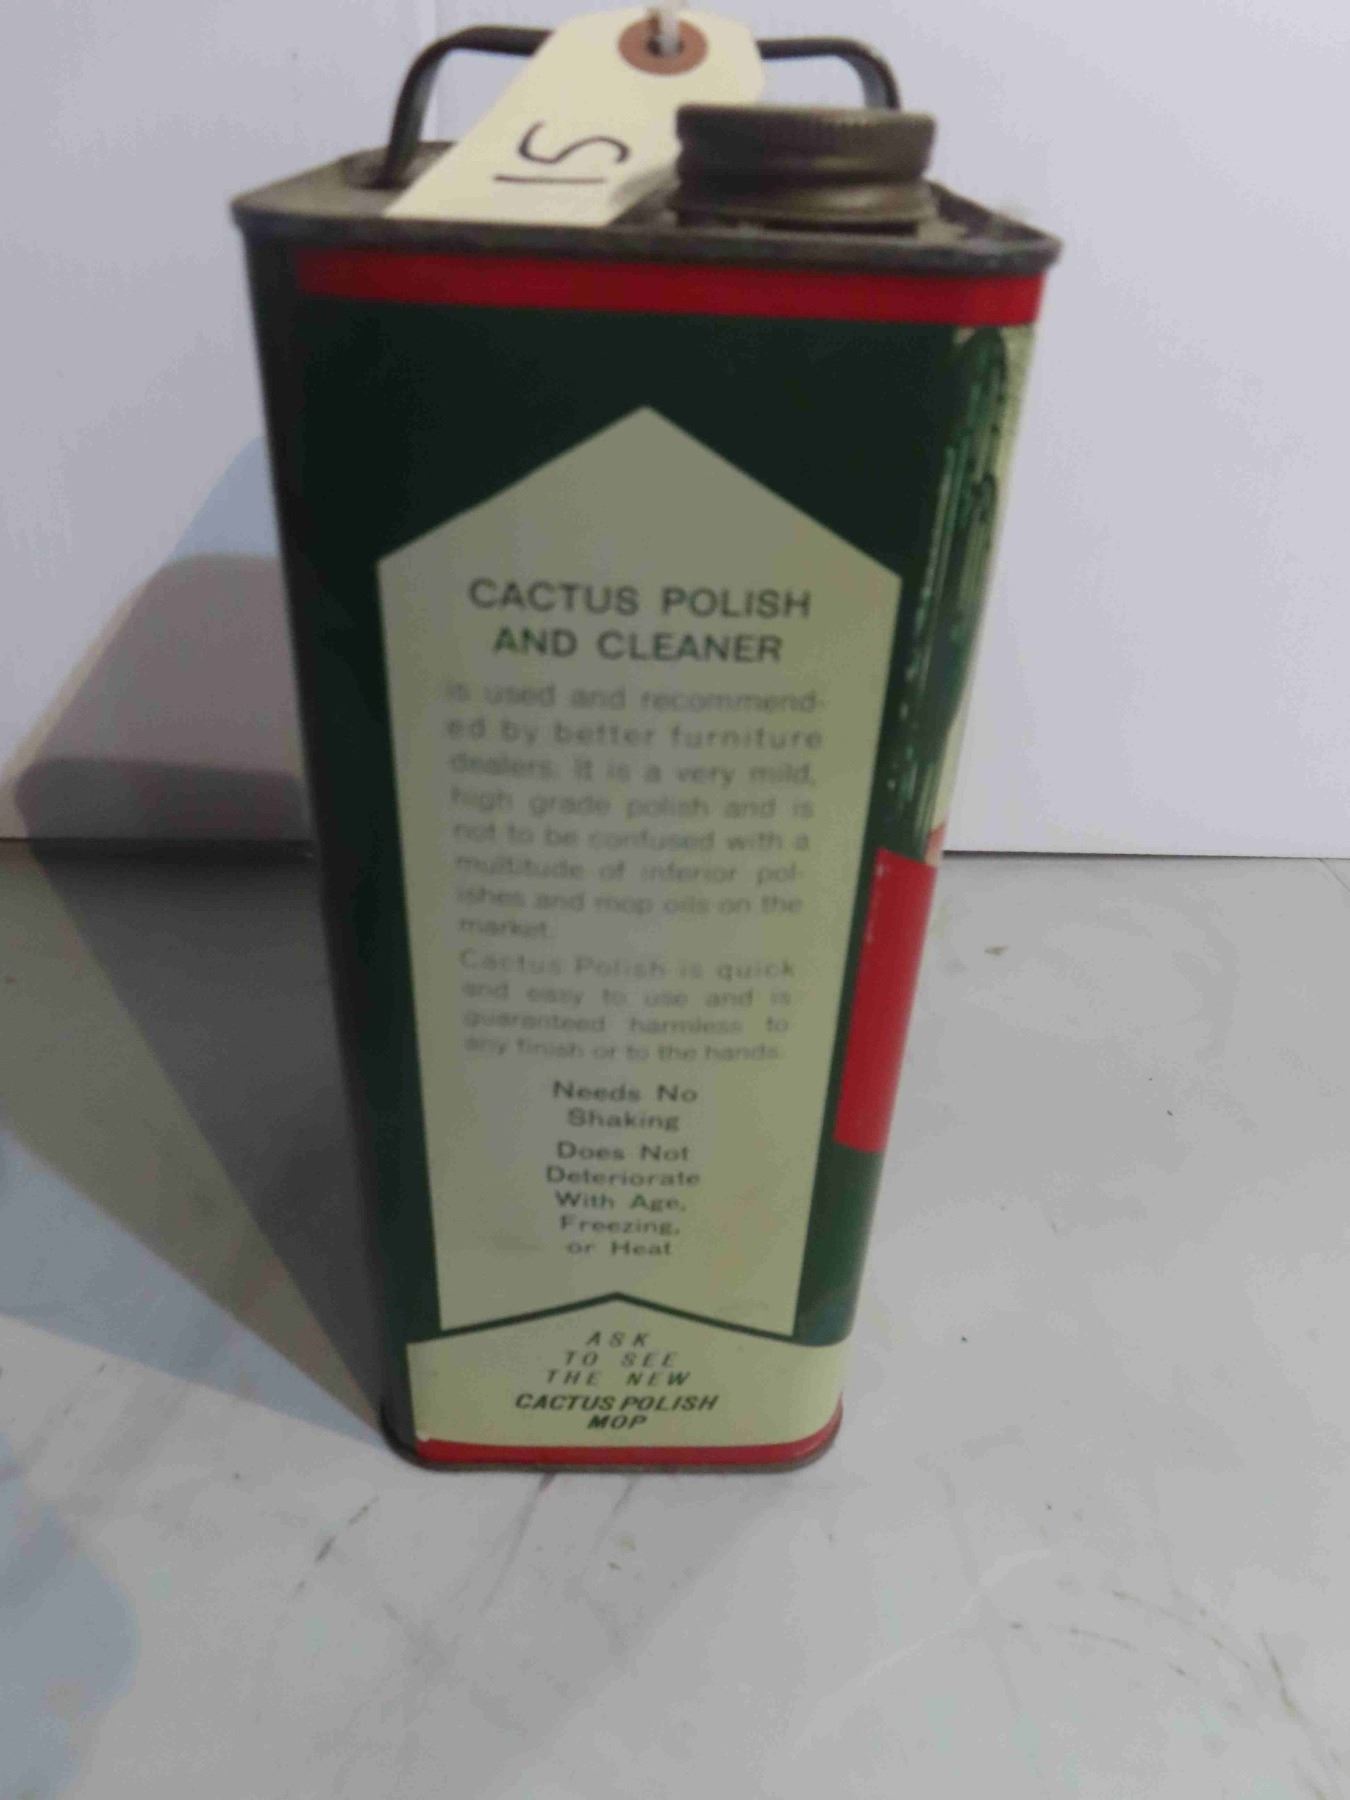 15
CACTUS POLISH
AND CLEANER
is used and recommend-
ed by better furniture
dealers. It is a very mild,
high grade polish and is
not to be confused with a
multitude of inferior pol-
ishes and mop oils on the
market.
Cactus Polish is quick
and easy to use and is
guaranteed harmless to
any finish or to the hands.
Needs No
Shaking
Does Not
Deteriorate
With Age,
Freezing,
or Heat
ASK
TO SEE
THE NEW
CACTUS POLISH
MOP